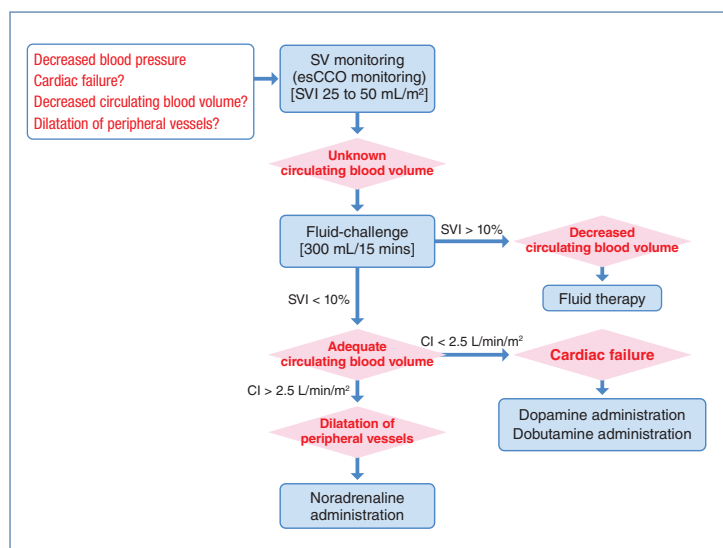 Decreased blood pressure
Cardiac failure?
Decreased circulating blood volume?
Dilatation of peripheral vessels?
SV monitoring
(esCCO monitoring)
[SVI 25 to 50 mL/m²]
Unknown
circulating blood volume
Fluid-challenge
[300 mL/15 mins]
SVI > 10%
Decreased
circulating blood volume
Fluid therapy
SVI < 10%
Adequate
circulating blood volume
CI < 2.5 L/min/m²
Cardiac failure
Dopamine administration
Dobutamine administration
CI > 2.5 L/min/m²
Dilatation of
peripheral vessels
Noradrenaline
administration